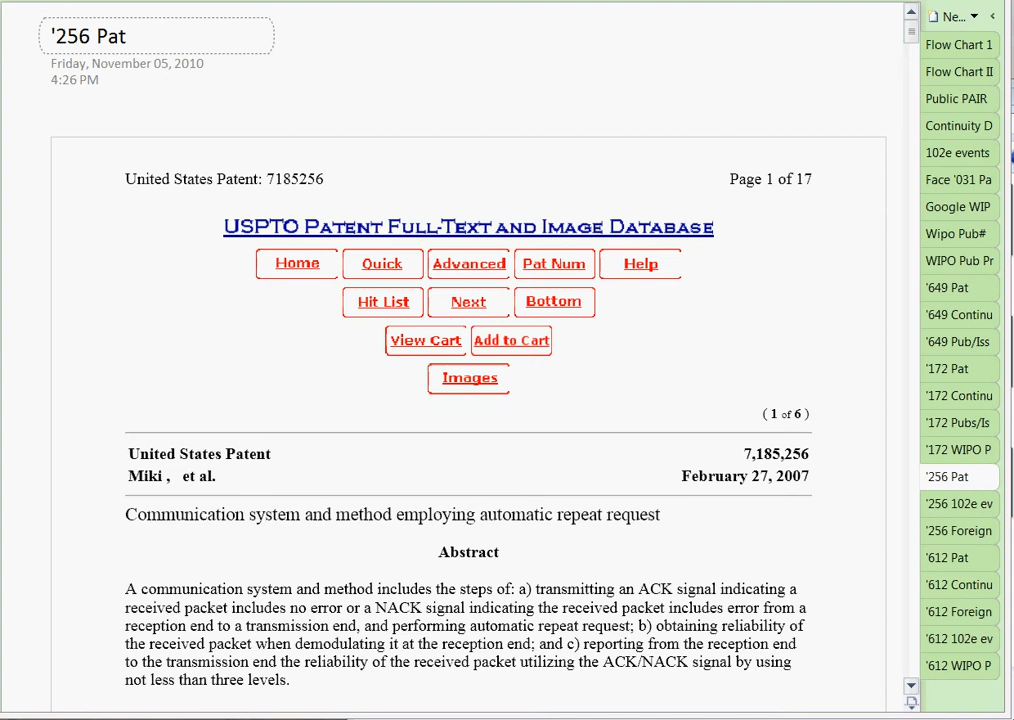 '256 Pat
Friday, November 05, 2010
4:26 PM
United States Patent: 7185256 Page 1 of 17
USPTO PATENT FULL-TEXT AND IMAGE DATABASE
Home Quick Advanced Pat Num Help
Hit List Next Bottom
View Cart Add to Cart
Images
( 1 of 6 )
United States Patent 7,185,256
Miki , et al. February 27, 2007
Communication system and method employing automatic repeat request
Abstract
A communication system and method includes the steps of: a) transmitting an ACK signal indicating a
received packet includes no error or a NACK signal indicating the received packet includes error from a
reception end to a transmission end, and performing automatic repeat request; b) obtaining reliability of
the received packet when demodulating it at the reception end; and c) reporting from the reception end
to the transmission end the reliability of the received packet utilizing the ACK/NACK signal by using
not less than three levels.
Ne...
Flow Chart 1
Flow Chart II
Public PAIR
Continuity D
102e events
Face '031 Pa
Google WIP
Wipo Pub#
WIPO Pub Pr
'649 Pat
'649 Continu
'649 Pub/Iss
'172 Pat
'172 Continu
'172 Pubs/Is
'172 WIPO P
'256 Pat
'256 102e ev
'256 Foreign
'612 Pat
'612 Continu
'612 Foreign
'612 102e ev
'612 WIPO P